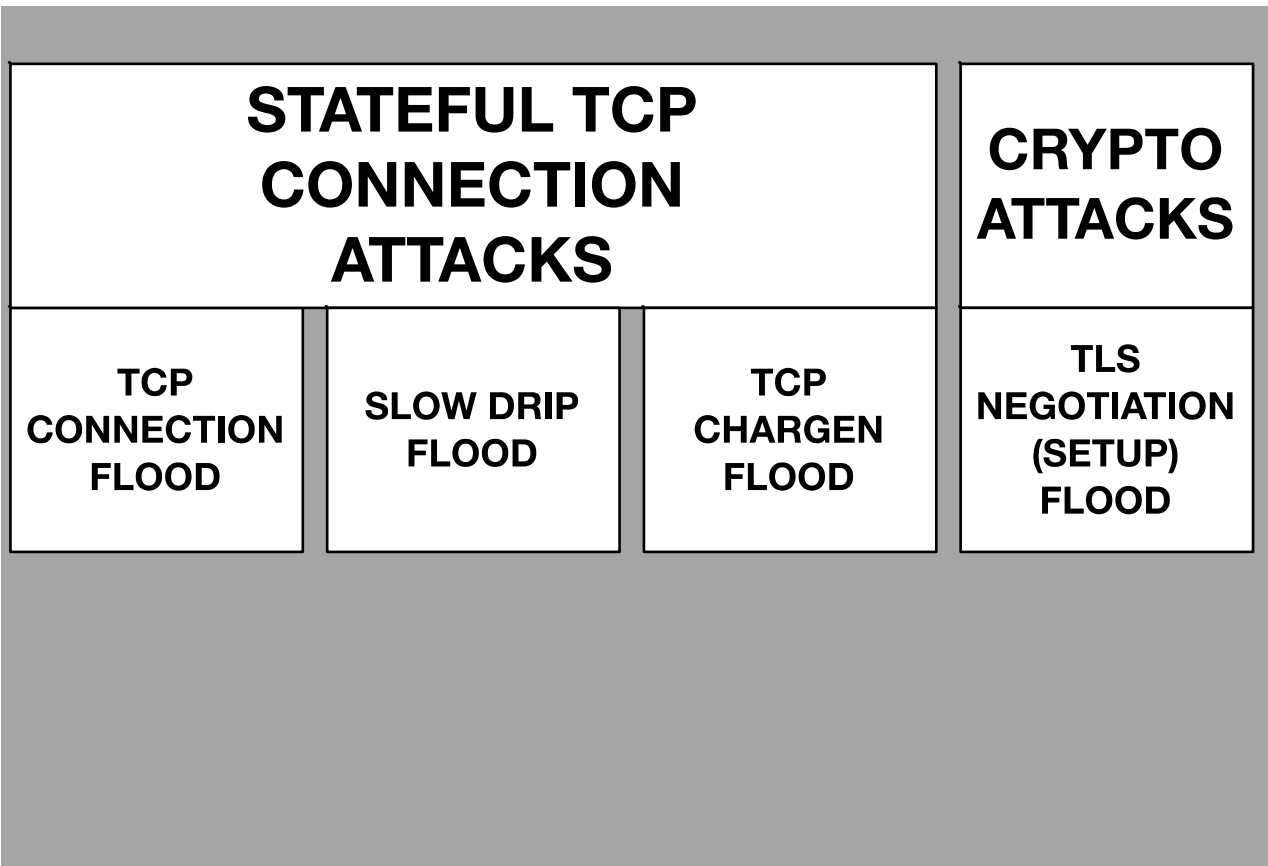 STATEFUL TCP
CONNECTION
ATTACKS
CRYPTO
ATTACKS
TCP
CONNECTION
FLOOD
SLOW DRIP
FLOOD
TCP
CHARGEN
FLOOD
TLS
NEGOTIATION
(SETUP)
FLOOD